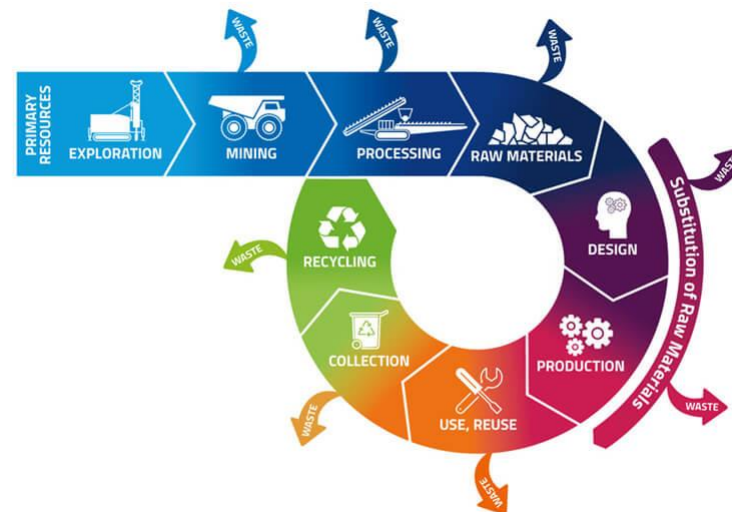 WASTE
WASTE
WASTE
PRIMARY
RESOURCES
EXPLORATION
MINING
PROCESSING
RAW MATERIALS
WASTE
Substitution of Raw Materials
DESIGN
RECYCLING
WASTE
COLLECTION
PRODUCTION
USE, REUSE
WASTE
WASTE
WASTE